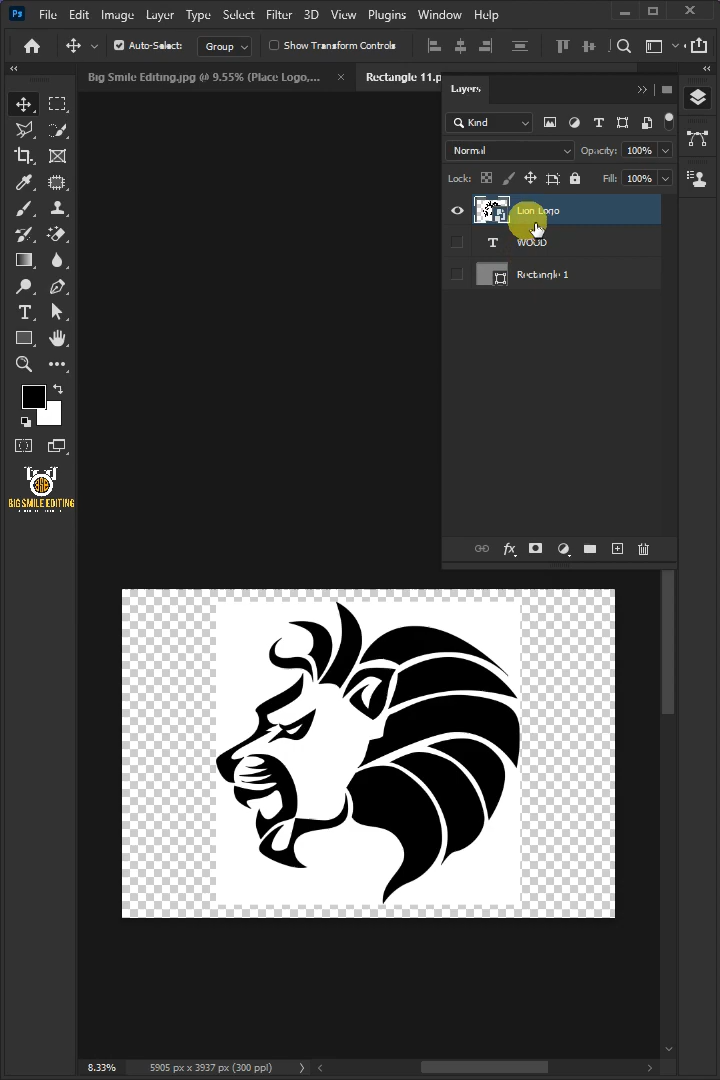 Ps File Edit Image Layer Type Select Filter 3D View Plugins Window Help
Auto-Select: Group Show Transform Controls
Big Smile Editing.jpg @ 9.55% (Place Logo,...
Rectangle 11.p
Layers
Kind
Normal Opacity: 100%
Lock: Fill: 100%
Lion Logo
WOOD
Rectangle 1
fx
BIG SMILE EDITING
8.33% 5905 px x 3937 px (300 ppi)